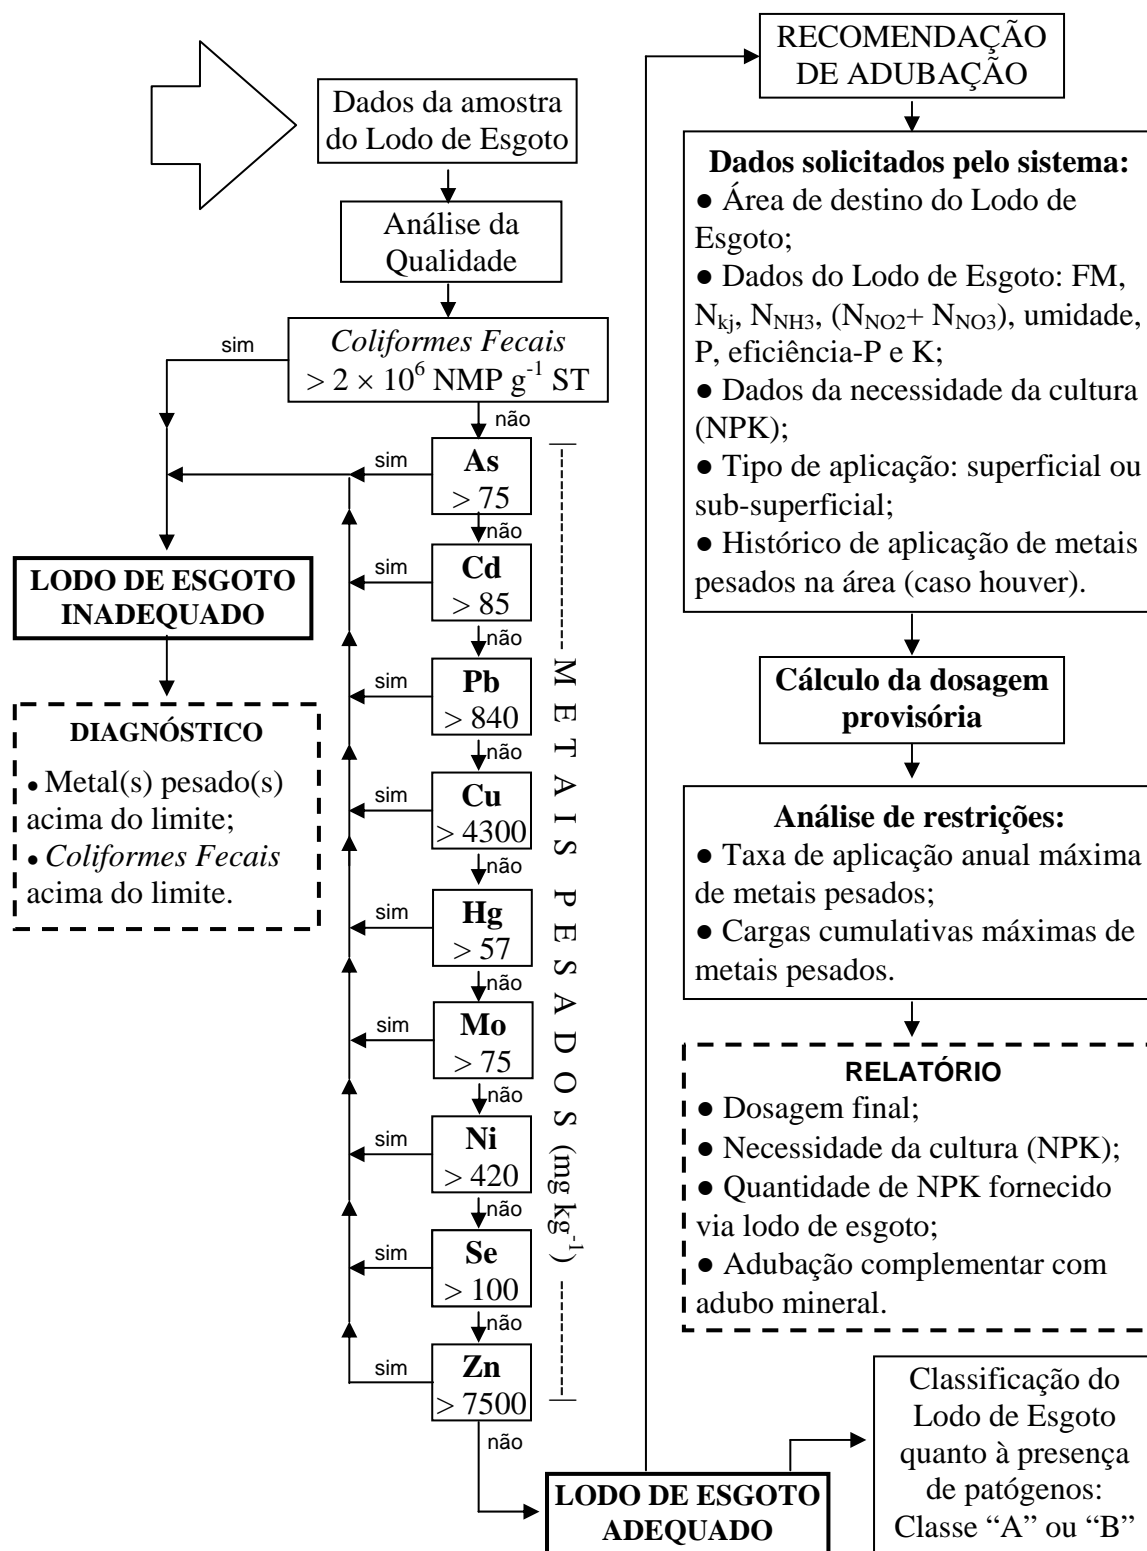 Dados da amostra
do Lodo de Esgoto
Análise da
Qualidade
Coliformes Fecais
> 2 × 10⁶ NMP g⁻¹ ST
sim
não
As
> 75
sim
não
Cd
> 85
sim
não
Pb
> 840
sim
não
Cu
> 4300
sim
não
Hg
> 57
sim
não
Mo
> 75
sim
não
Ni
> 420
sim
não
Se
> 100
sim
não
Zn
> 7500
sim
não
METAIS PESADOS (mg kg⁻¹)
LODO DE ESGOTO
INADEQUADO
DIAGNÓSTICO
● Metal(s) pesado(s)
acima do limite;
● Coliformes Fecais
acima do limite.
LODO DE ESGOTO
ADEQUADO
RECOMENDAÇÃO
DE ADUBAÇÃO
Dados solicitados pelo sistema:
● Área de destino do Lodo de
Esgoto;
● Dados do Lodo de Esgoto: FM,
Nkj, NNH3, (NNO2+ NNO3), umidade,
P, eficiência-P e K;
● Dados da necessidade da cultura
(NPK);
● Tipo de aplicação: superficial ou
sub-superficial;
● Histórico de aplicação de metais
pesados na área (caso houver).
Cálculo da dosagem
provisória
Análise de restrições:
● Taxa de aplicação anual máxima
de metais pesados;
● Cargas cumulativas máximas de
metais pesados.
RELATÓRIO
● Dosagem final;
● Necessidade da cultura (NPK);
● Quantidade de NPK fornecido
via lodo de esgoto;
● Adubação complementar com
adubo mineral.
Classificação do
Lodo de Esgoto
quanto à presença
de patógenos:
Classe “A” ou “B”